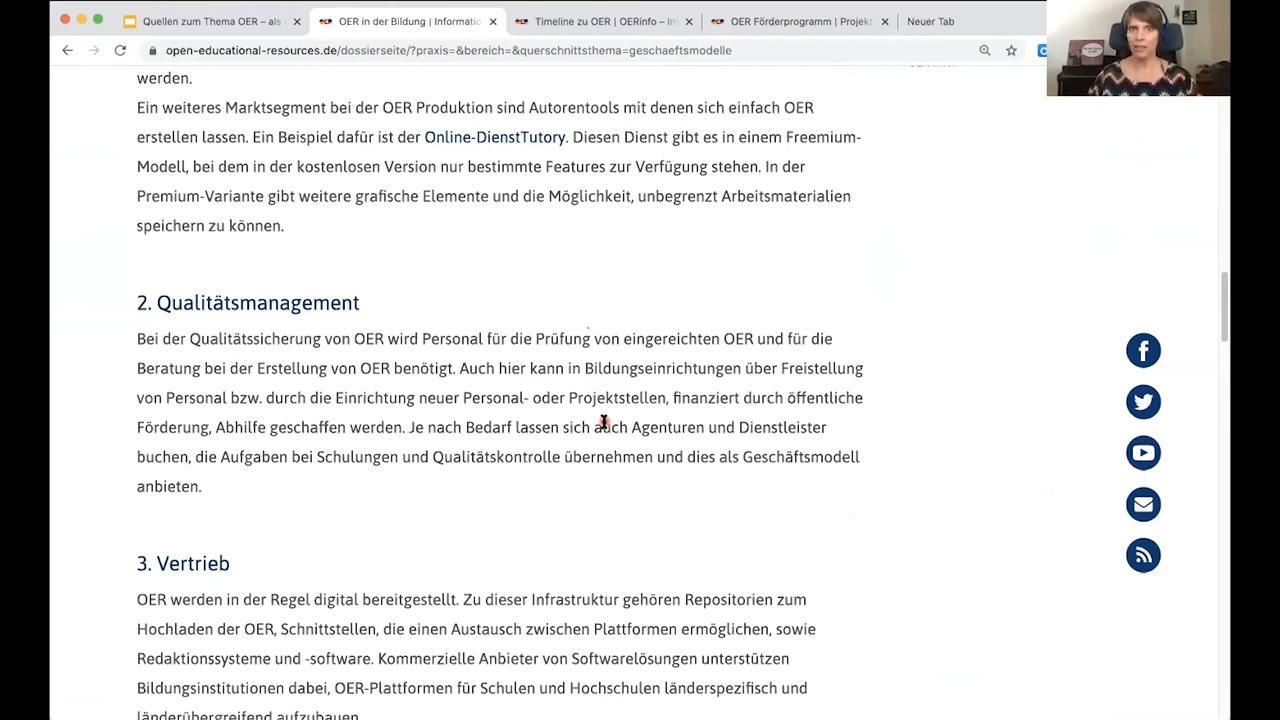 Quellen zum Thema OER – als
OER in der Bildung | Informatio
Timeline zu OER | OERinfo – In
OER Förderprogramm | Projekt
Neuer Tab
open-educational-resources.de/dossierseite/?praxis=&bereich=&querschnittsthema=geschaeftsmodelle
werden.
Ein weiteres Marktsegment bei der OER Produktion sind Autorentools mit denen sich einfach OER
erstellen lassen. Ein Beispiel dafür ist der Online-DienstTutory. Diesen Dienst gibt es in einem Freemium-
Modell, bei dem in der kostenlosen Version nur bestimmte Features zur Verfügung stehen. In der
Premium-Variante gibt weitere grafische Elemente und die Möglichkeit, unbegrenzt Arbeitsmaterialien
speichern zu können.
2. Qualitätsmanagement
Bei der Qualitätssicherung von OER wird Personal für die Prüfung von eingereichten OER und für die
Beratung bei der Erstellung von OER benötigt. Auch hier kann in Bildungseinrichtungen über Freistellung
von Personal bzw. durch die Einrichtung neuer Personal- oder Projektstellen, finanziert durch öffentliche
Förderung, Abhilfe geschaffen werden. Je nach Bedarf lassen sich auch Agenturen und Dienstleister
buchen, die Aufgaben bei Schulungen und Qualitätskontrolle übernehmen und dies als Geschäftsmodell
anbieten.
3. Vertrieb
OER werden in der Regel digital bereitgestellt. Zu dieser Infrastruktur gehören Repositorien zum
Hochladen der OER, Schnittstellen, die einen Austausch zwischen Plattformen ermöglichen, sowie
Redaktionssysteme und -software. Kommerzielle Anbieter von Softwarelösungen unterstützen
Bildungsinstitutionen dabei, OER-Plattformen für Schulen und Hochschulen länderspezifisch und
länderübergreifend aufzubauen.